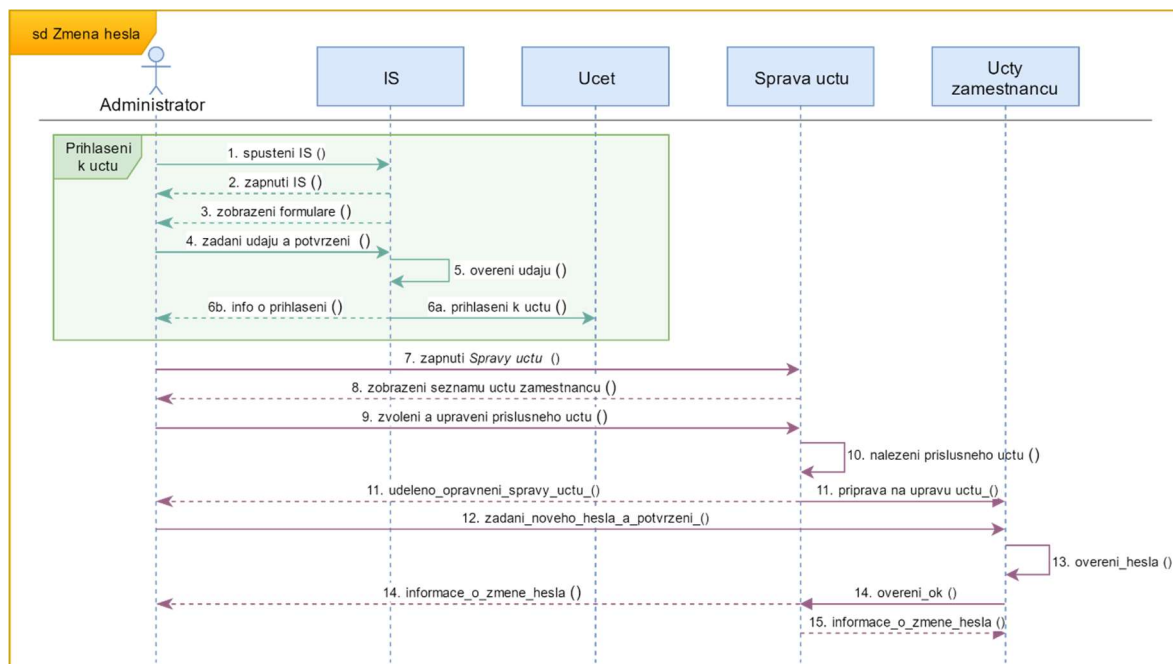 sd Zmena hesla
Administrator
IS
Ucet
Sprava uctu
Ucty
zamestnancu
Prihlaseni
k uctu
1. spusteni IS ()
2. zapnuti IS ()
3. zobrazeni formulare ()
4. zadani udaju a potvrzeni ()
5. overeni udaju ()
6b. info o prihlaseni ()
6a. prihlaseni k uctu ()
7. zapnuti Spravy uctu ()
8. zobrazeni seznamu uctu zamestnancu ()
9. zvoleni a upraveni prislusneho uctu ()
10. nalezeni prislusneho uctu ()
11. udeleno_opravneni_spravy_uctu_()
11. priprava na upravu uctu_()
12. zadani_noveho_hesla_a_potvrzeni_()
13. overeni_hesla ()
14. informace_o_zmene_hesla ()
14. overeni_ok ()
15. informace_o_zmene_hesla ()